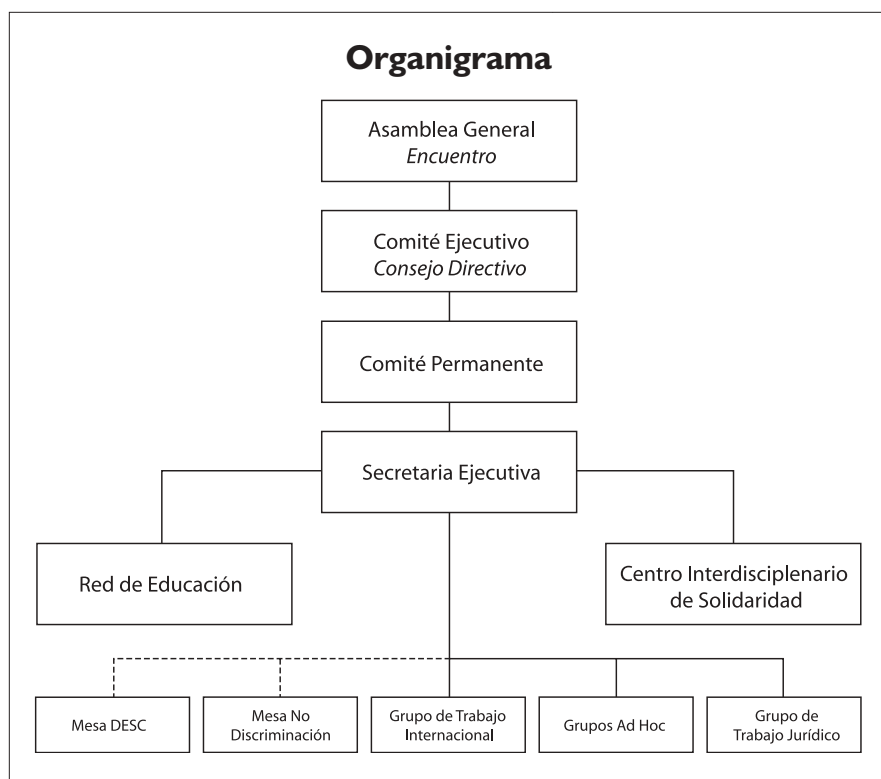 Organigrama
Asamblea General
Encuentro
Comité Ejecutivo
Consejo Directivo
Comité Permanente
Secretaria Ejecutiva
Red de Educación
Centro Interdisciplenario
de Solidaridad
Mesa DESC
Mesa No
Discriminación
Grupo de Trabajo
Internacional
Grupos Ad Hoc
Grupo de
Trabajo Jurídico